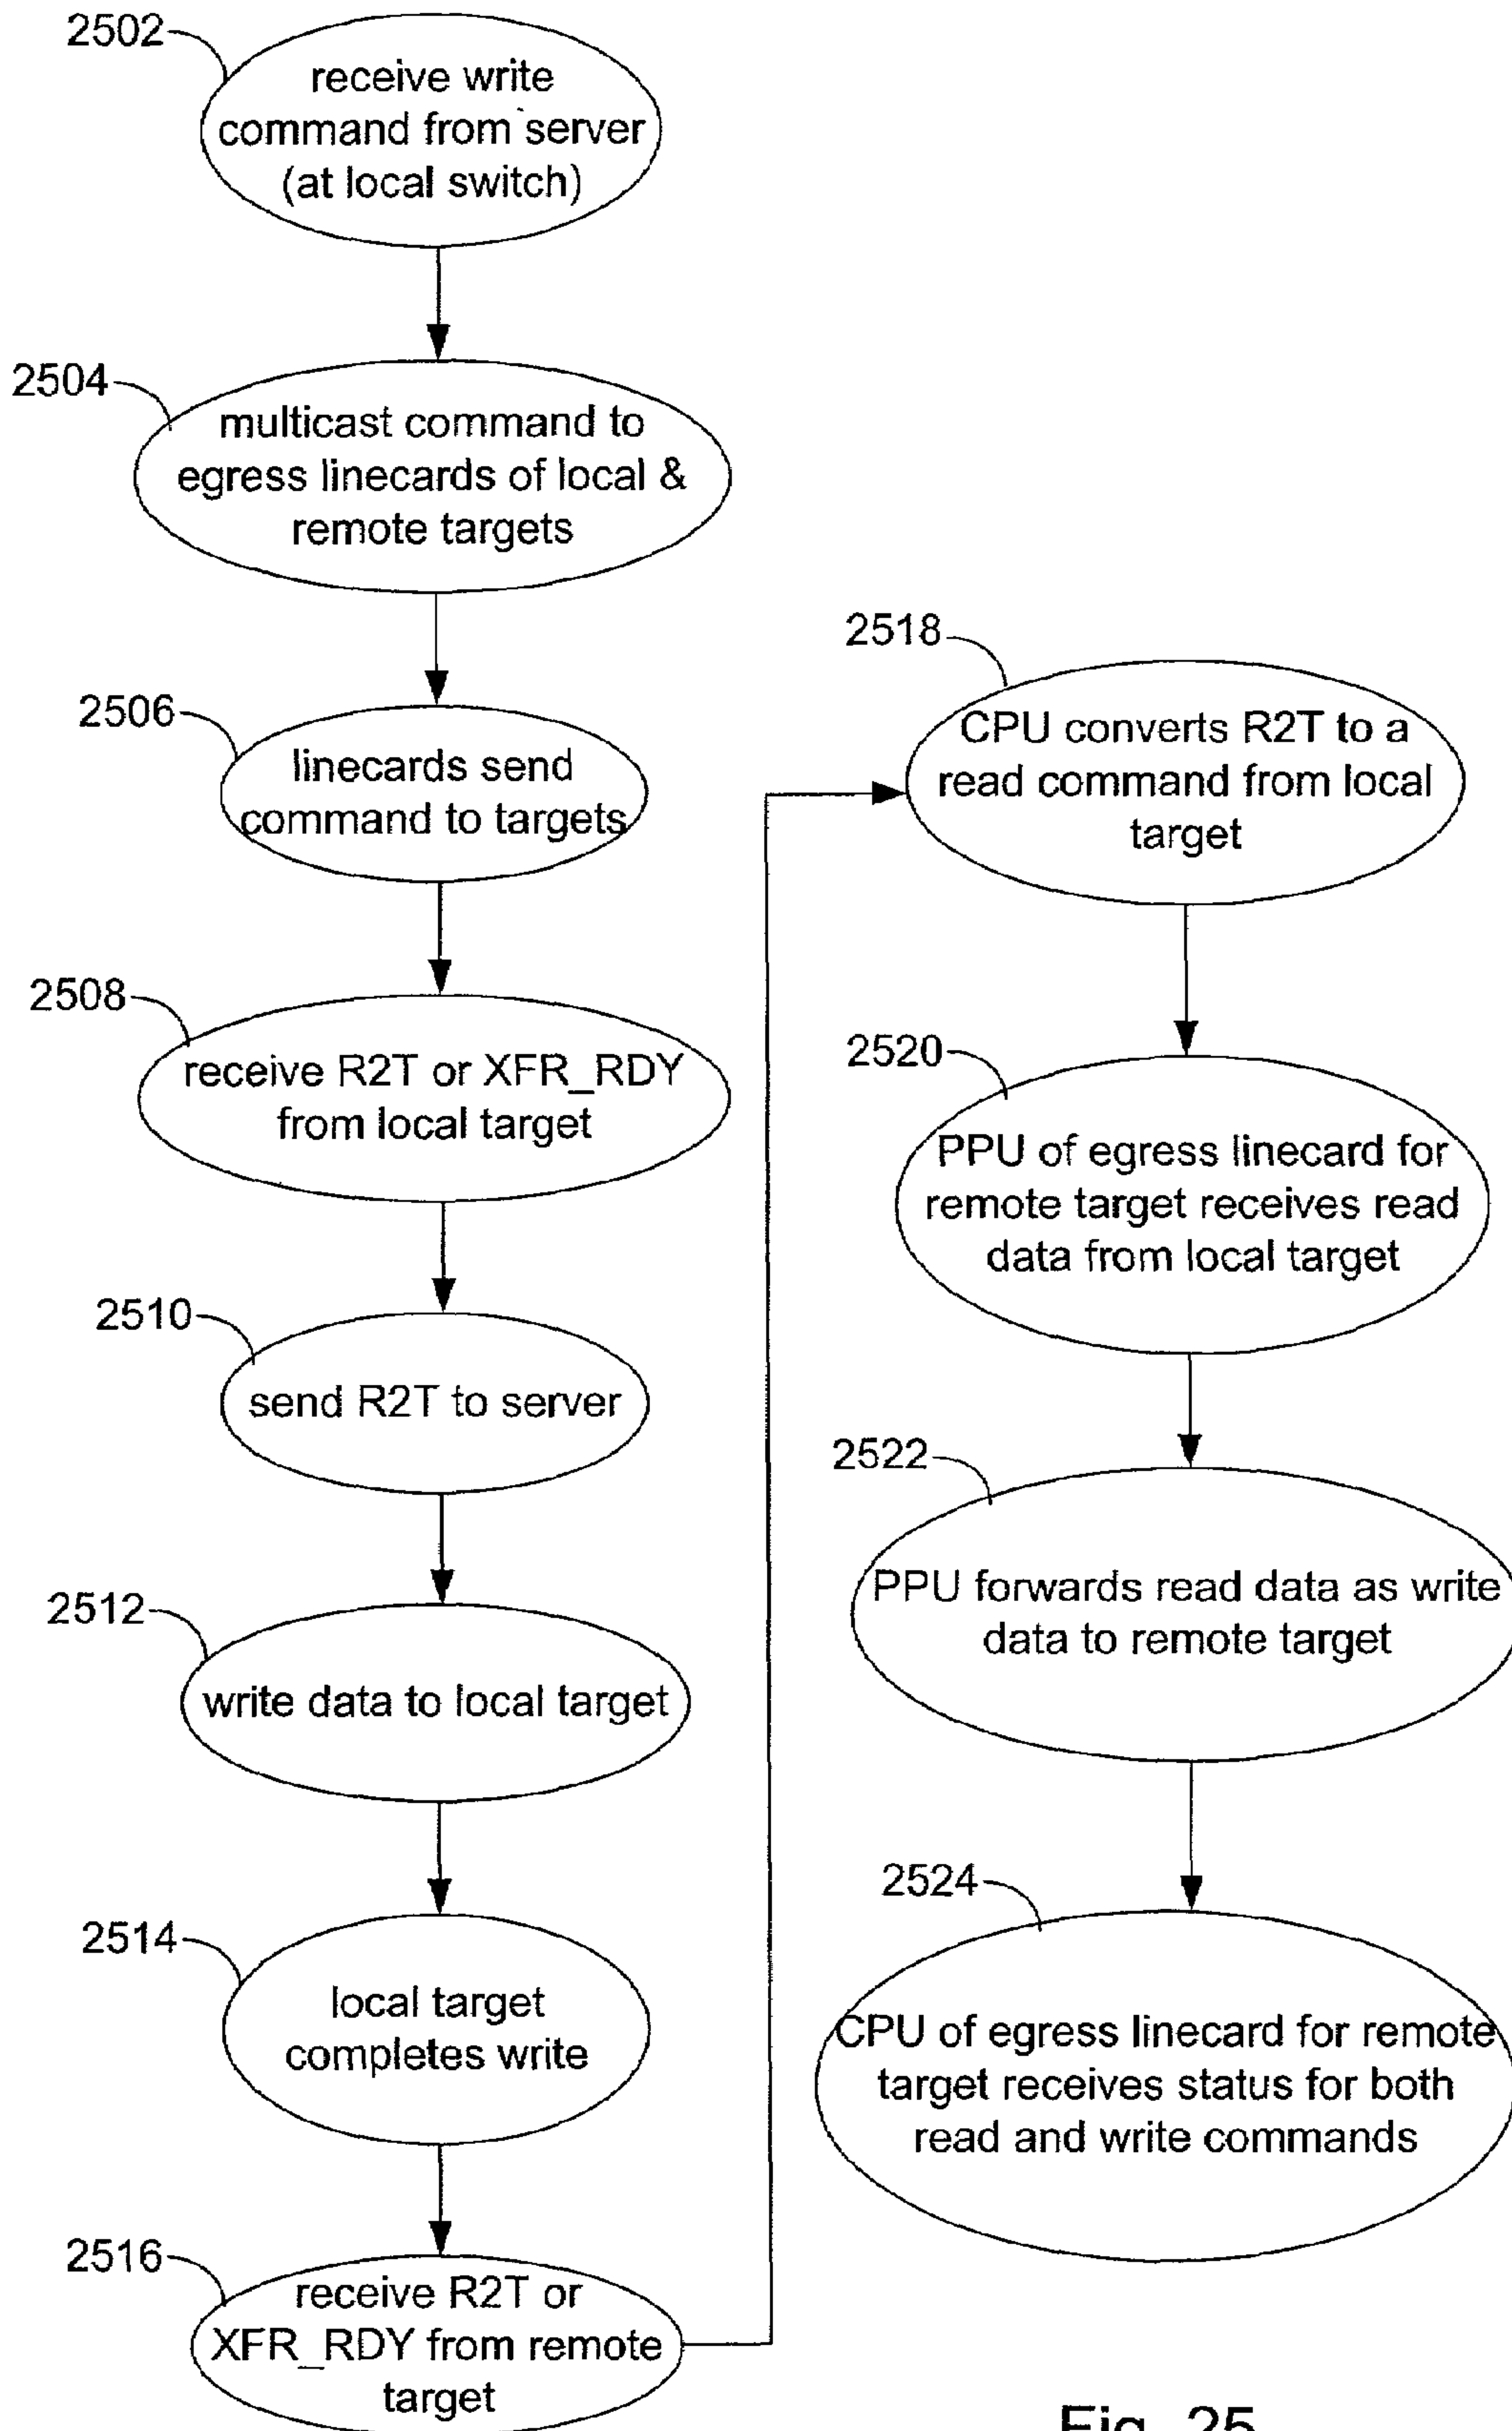 2502
receive write
command from server
(at local switch)
2504
multicast command to
egress linecards of local &
remote targets
2506
linecards send
command to targets
2508
receive R2T or XFR_RDY
from local target
2510
send R2T to server
2512
write data to local target
2514
local target
completes write
2516
receive R2T or
XFR_RDY from remote
target
2518
CPU converts R2T to a
read command from local
target
2520
PPU of egress linecard for
remote target receives read
data from local target
2522
PPU forwards read data as write
data to remote target
2524
CPU of egress linecard for remote
target receives status for both
read and write commands
Fig. 25